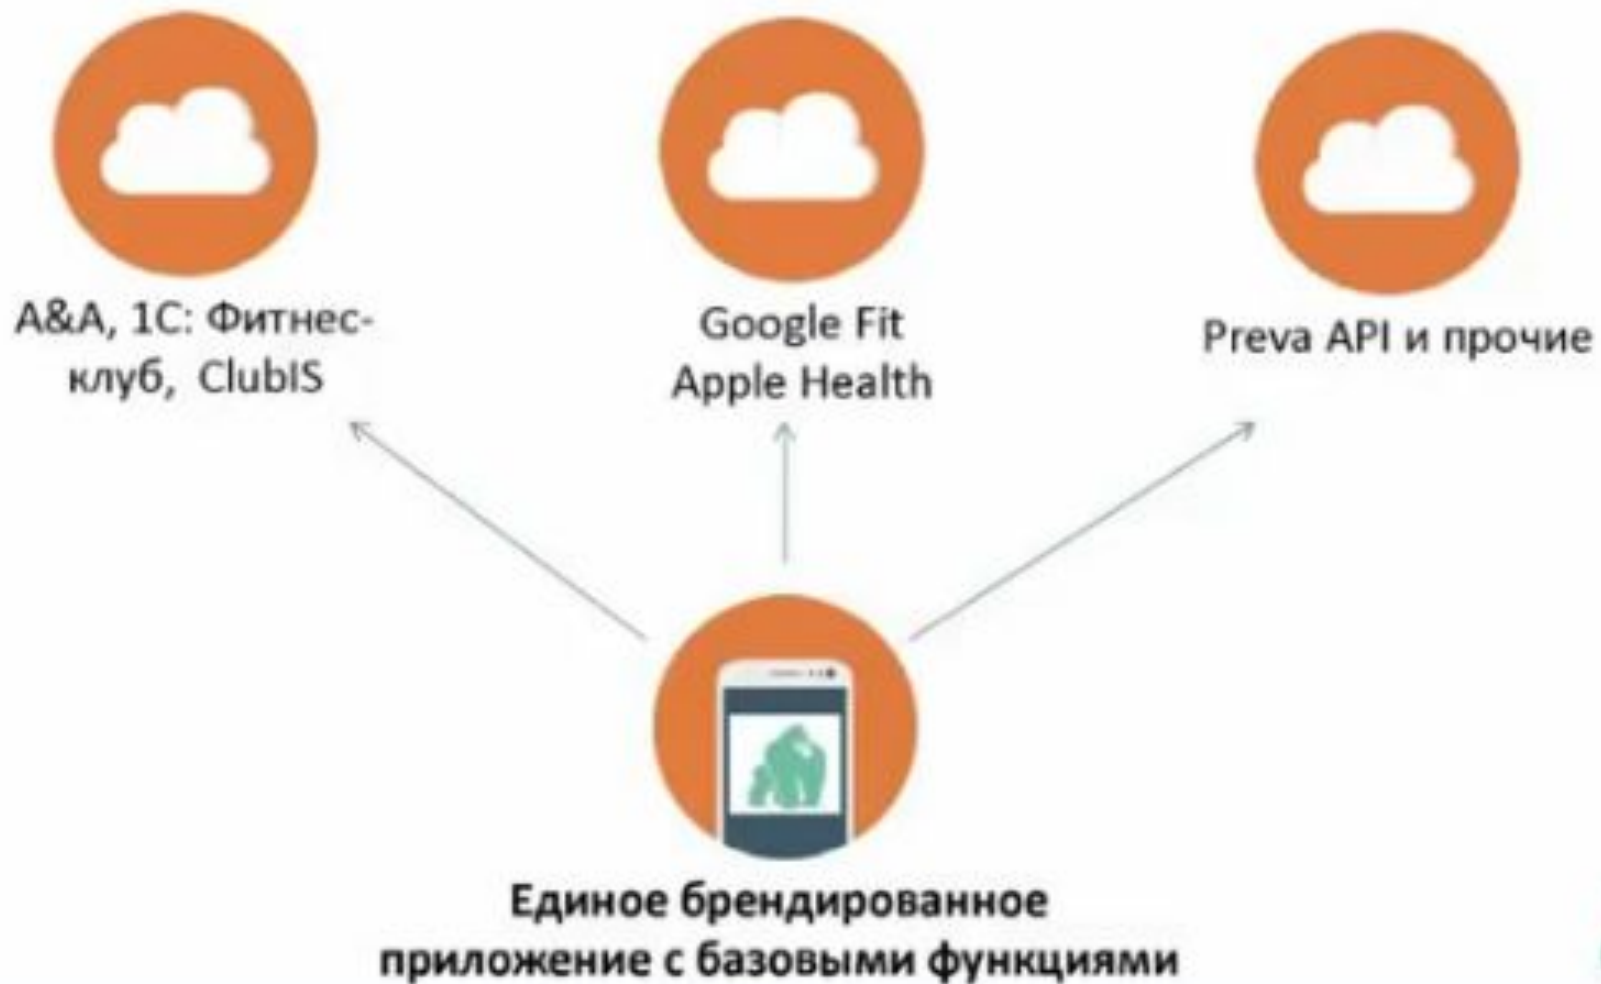 A&A, 1С: Фитнес-
клуб, ClubIS
Google Fit
Apple Health
Preva API и прочие
Единое брендированное
приложение с базовыми функциями